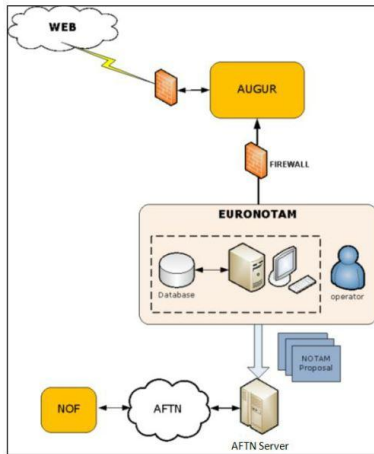 WEB
AUGUR
FIREWALL
EURONOTAM
Database
operator
NOTAM
Proposal
NOF
AFTN
AFTN Server